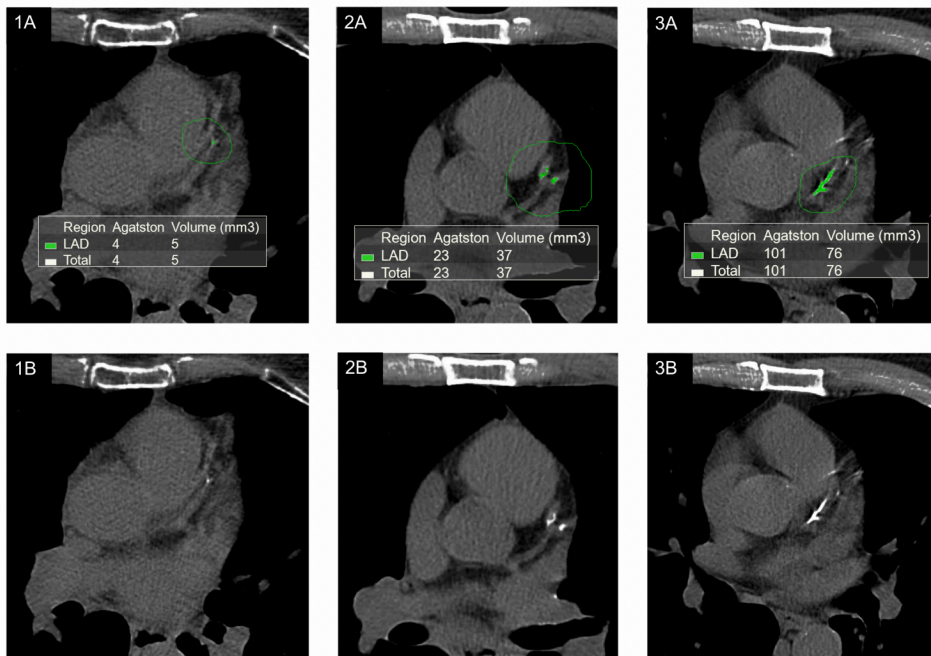 1A
Region Agatston Volume (mm3)
LAD 4 5
Total 4 5
2A
Region Agatston Volume (mm3)
LAD 23 37
Total 23 37
3A
Region Agatston Volume (mm3)
LAD 101 76
Total 101 76
1B
2B
3B